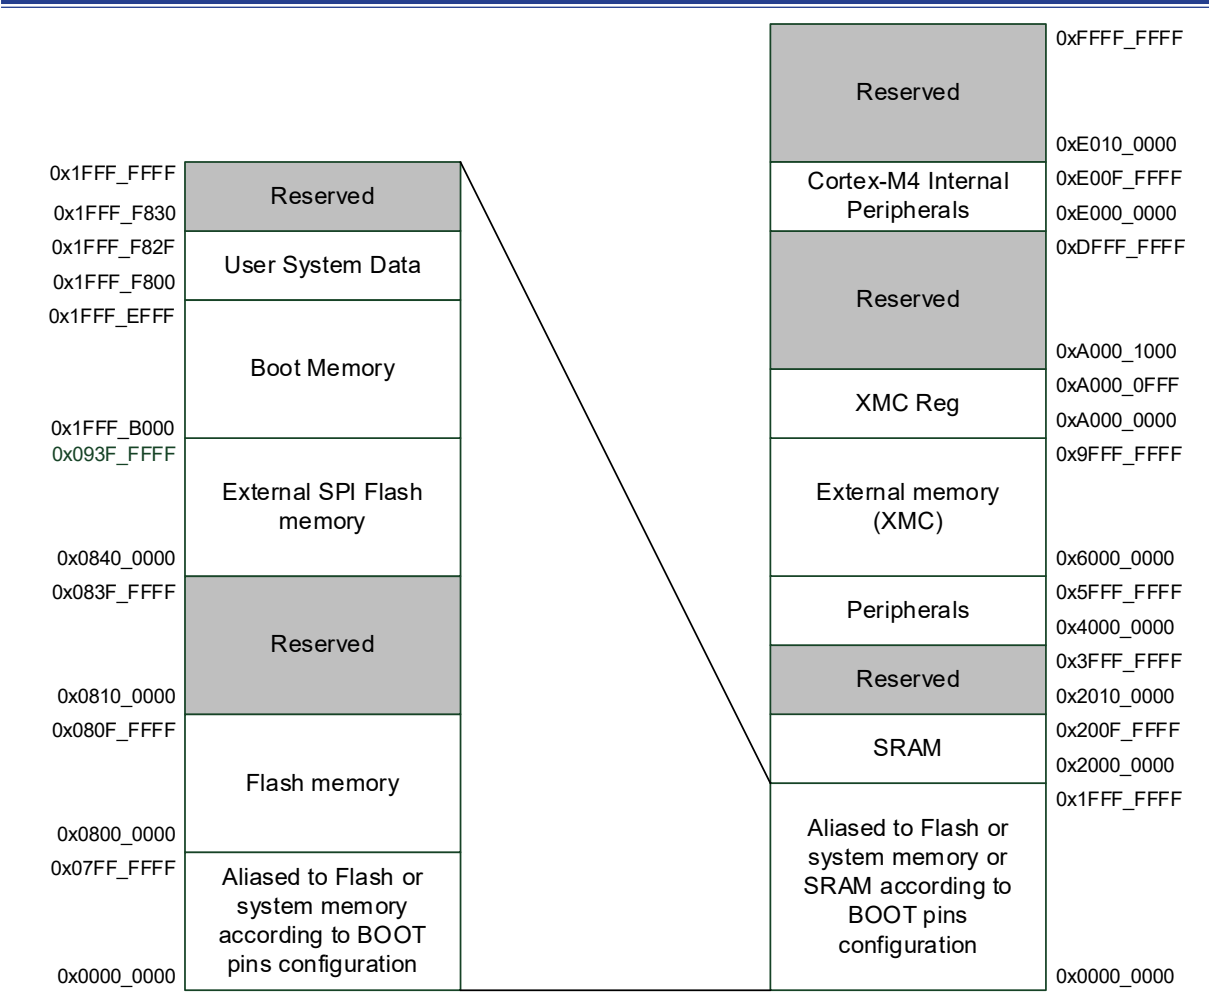 0x1FFF_FFFF
Reserved
0x1FFF_F830
0x1FFF_F82F
User System Data
0x1FFF_F800
0x1FFF_EFFF
Boot Memory
0x1FFF_B000
0x093F_FFFF
External SPI Flash
memory
0x0840_0000
0x083F_FFFF
Reserved
0x0810_0000
0x080F_FFFF
Flash memory
0x0800_0000
0x07FF_FFFF
Aliased to Flash or
system memory
according to BOOT
pins configuration
0x0000_0000
0xFFFF_FFFF
Reserved
0xE010_0000
Cortex-M4 Internal
Peripherals
0xE00F_FFFF
0xE000_0000
0xDFFF_FFFF
Reserved
0xA000_1000
0xA000_0FFF
XMC Reg
0xA000_0000
0x9FFF_FFFF
External memory
(XMC)
0x6000_0000
0x5FFF_FFFF
Peripherals
0x4000_0000
0x3FFF_FFFF
Reserved
0x2010_0000
0x200F_FFFF
SRAM
0x2000_0000
0x1FFF_FFFF
Aliased to Flash or
system memory or
SRAM according to
BOOT pins
configuration
0x0000_0000